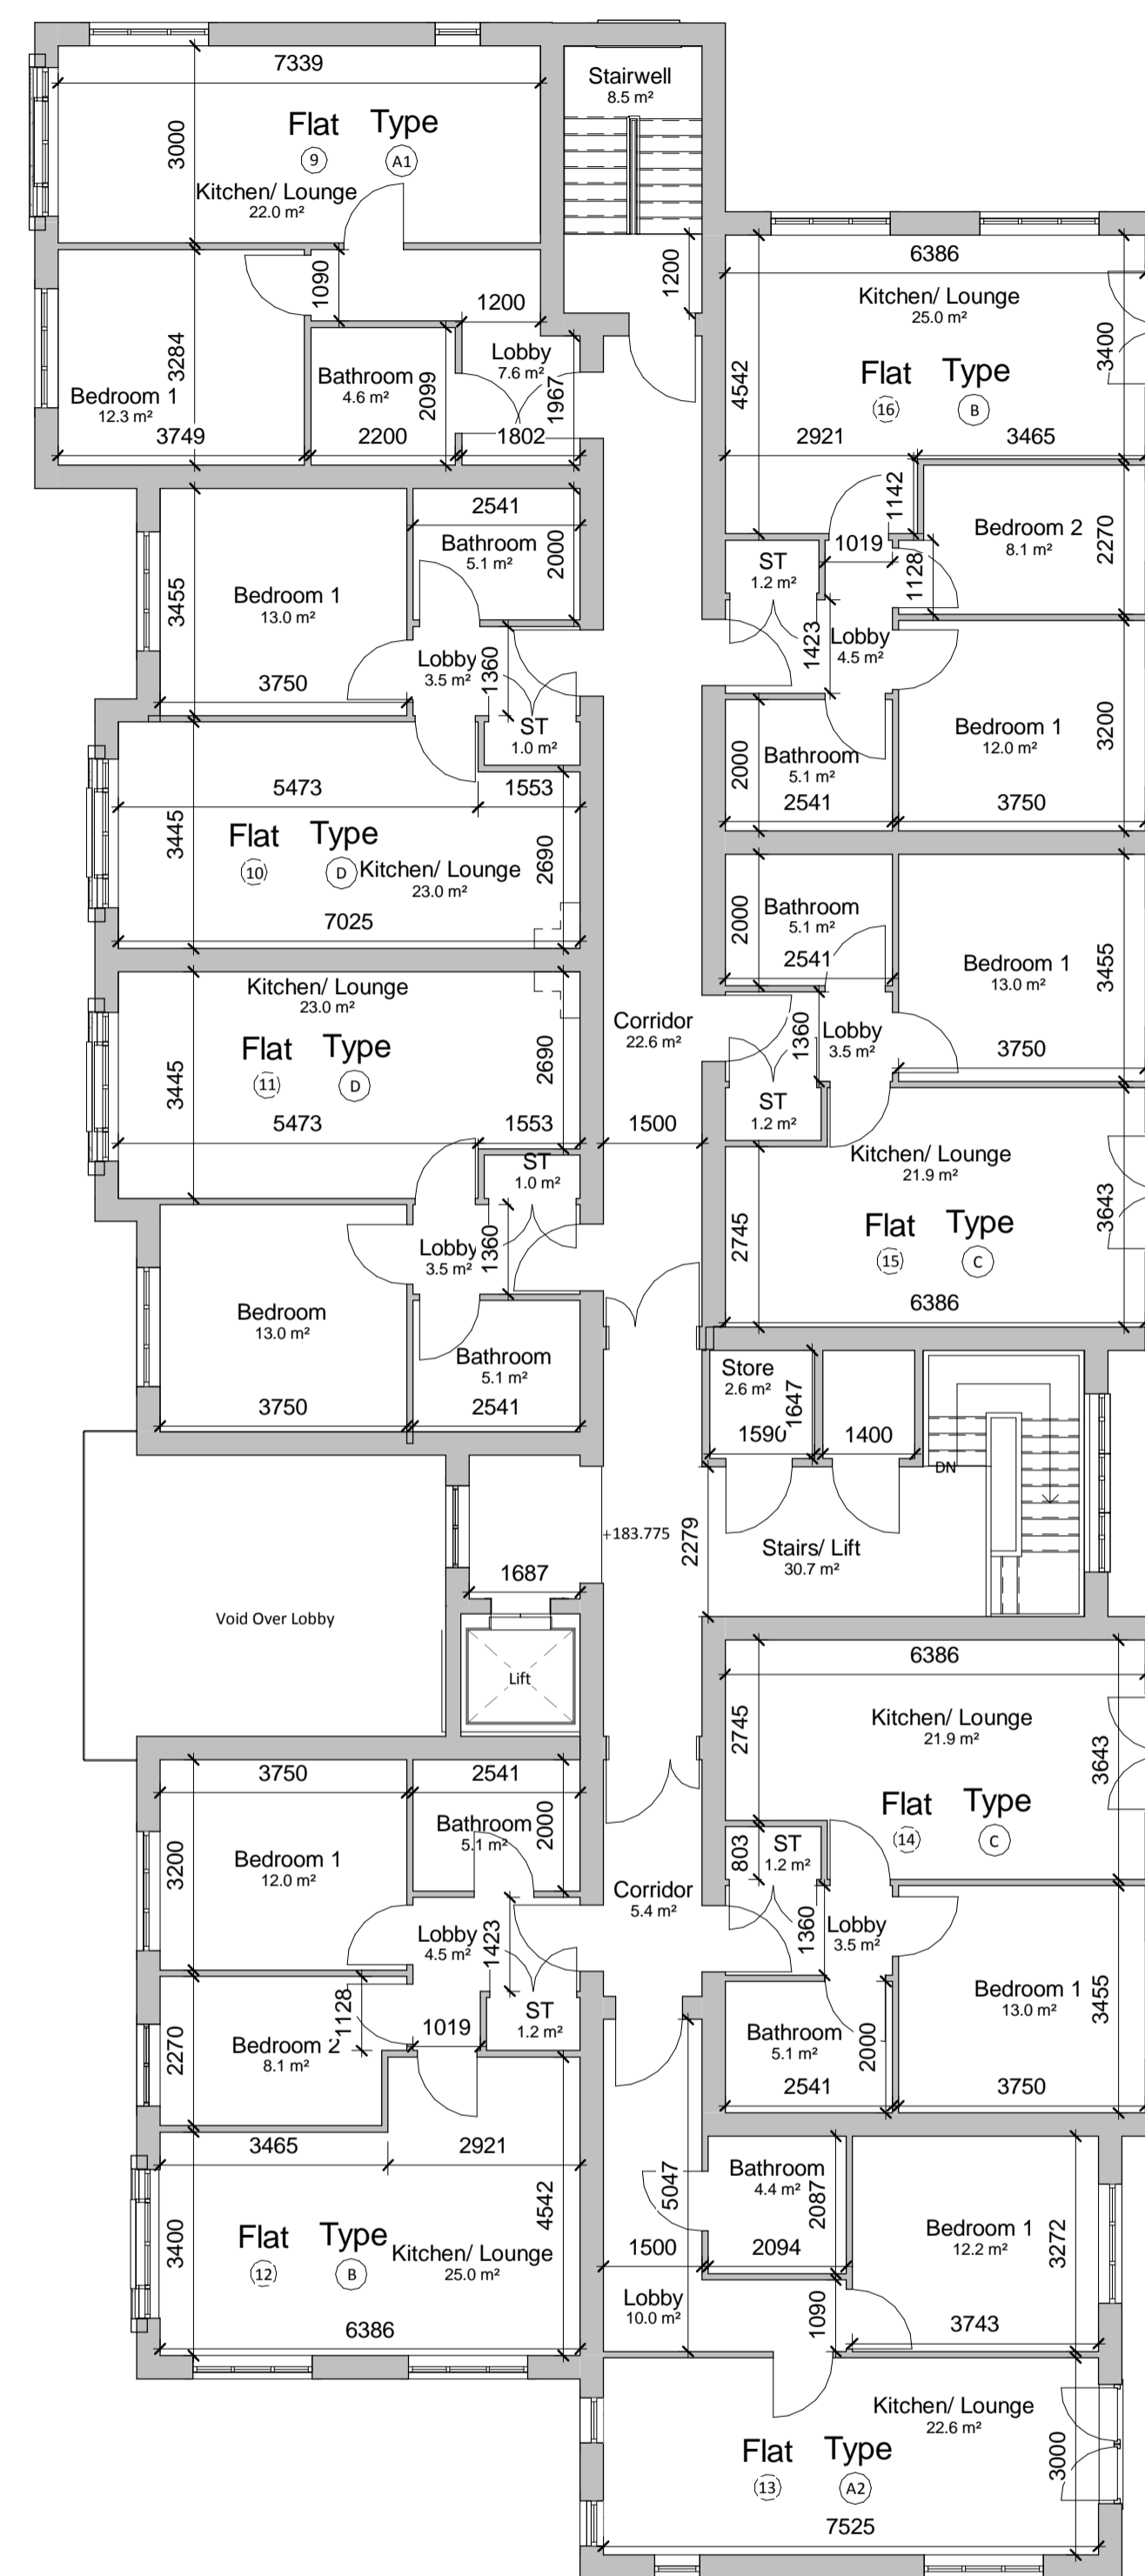 7339
Stairwell
8.5 m²
Flat Type
9 A1
3000
Kitchen/ Lounge
22.0 m²
1090
1200
1200
3284
Bedroom 1
12.3 m²
3749
Bathroom
4.6 m²
2099
2200
Lobby
7.6 m²
1967
1802
6386
Kitchen/ Lounge
25.0 m²
3400
4542
Flat Type
16 B
2921
3465
1142
Bedroom 2
8.1 m²
2270
ST
1.2 m²
1019
1128
1423
Lobby
4.5 m²
Bedroom 1
12.0 m²
3200
2000
Bathroom
5.1 m²
2541
3750
2541
Bathroom
5.1 m²
2000
3455
Bedroom 1
13.0 m²
3750
Lobby
3.5 m²
1360
ST
1.0 m²
5473
1553
3445
Flat Type
10 D
Kitchen/ Lounge
23.0 m²
2690
7025
2000
Bathroom
5.1 m²
2541
Bedroom 1
13.0 m²
3455
3750
1360
Lobby
3.5 m²
ST
1.2 m²
Kitchen/ Lounge
23.0 m²
Flat Type
11 D
3445
2690
5473
1553
Corridor
22.6 m²
1500
ST
1.0 m²
Lobby
3.5 m²
1360
Bedroom
13.0 m²
3750
Bathroom
5.1 m²
2541
Kitchen/ Lounge
21.9 m²
3643
2745
Flat Type
15 C
6386
Store
2.6 m²
1647
1590
1400
DN
+183.775
2279
Stairs/ Lift
30.7 m²
1687
Void Over Lobby
Lift
6386
2745
Kitchen/ Lounge
21.9 m²
3643
Flat Type
14 C
803
ST
1.2 m²
1360
Lobby
3.5 m²
Bedroom 1
13.0 m²
3455
Bathroom
5.1 m²
2000
2541
3750
3750
2541
Bathroom
5.1 m²
2000
3200
Bedroom 1
12.0 m²
Corridor
5.4 m²
Lobby
4.5 m²
1423
1128
2270
Bedroom 2
8.1 m²
1019
ST
1.2 m²
3465
2921
4542
3400
Flat Type
12 B
Kitchen/ Lounge
25.0 m²
6386
5047
1500
Lobby
10.0 m²
Bathroom
4.4 m²
2087
2094
1090
Bedroom 1
12.2 m²
3272
3743
Kitchen/ Lounge
22.6 m²
Flat Type
13 A2
3000
7525